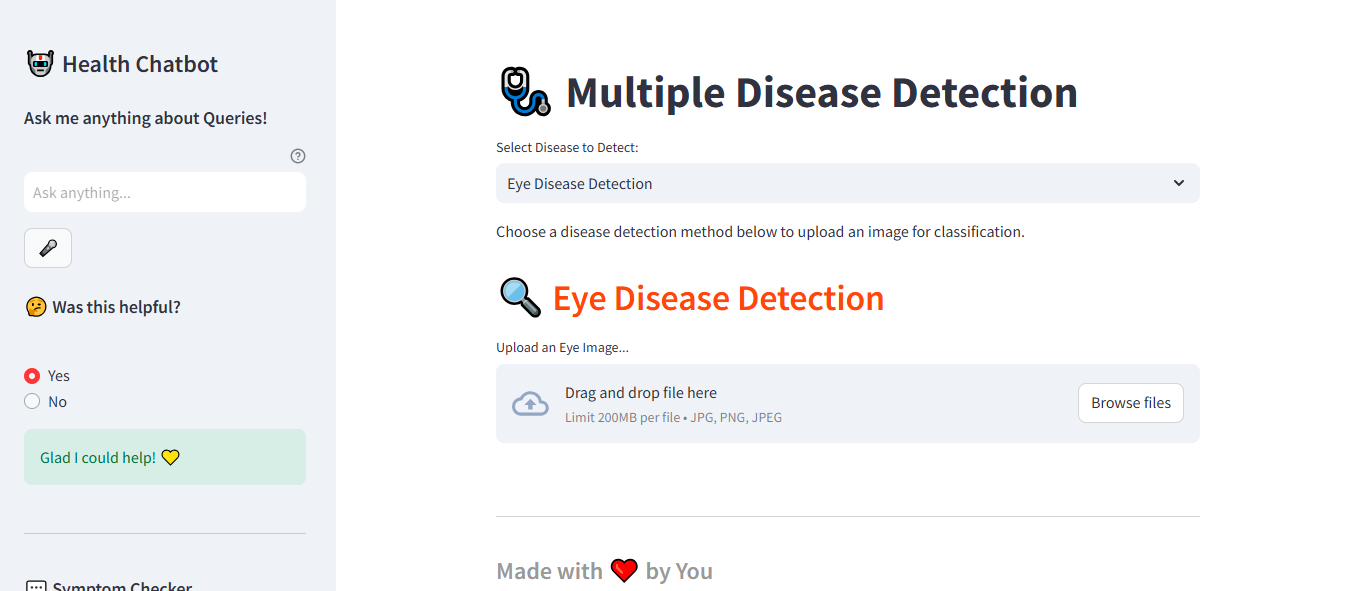 Health Chatbot
Ask me anything about Queries!
Ask anything...
Was this helpful?
Yes
No
Glad I could help!
Symptom Checker
Multiple Disease Detection
Select Disease to Detect:
Eye Disease Detection
Choose a disease detection method below to upload an image for classification.
Eye Disease Detection
Upload an Eye Image...
Drag and drop file here
Limit 200MB per file • JPG, PNG, JPEG
Browse files
Made with ❤️ by You